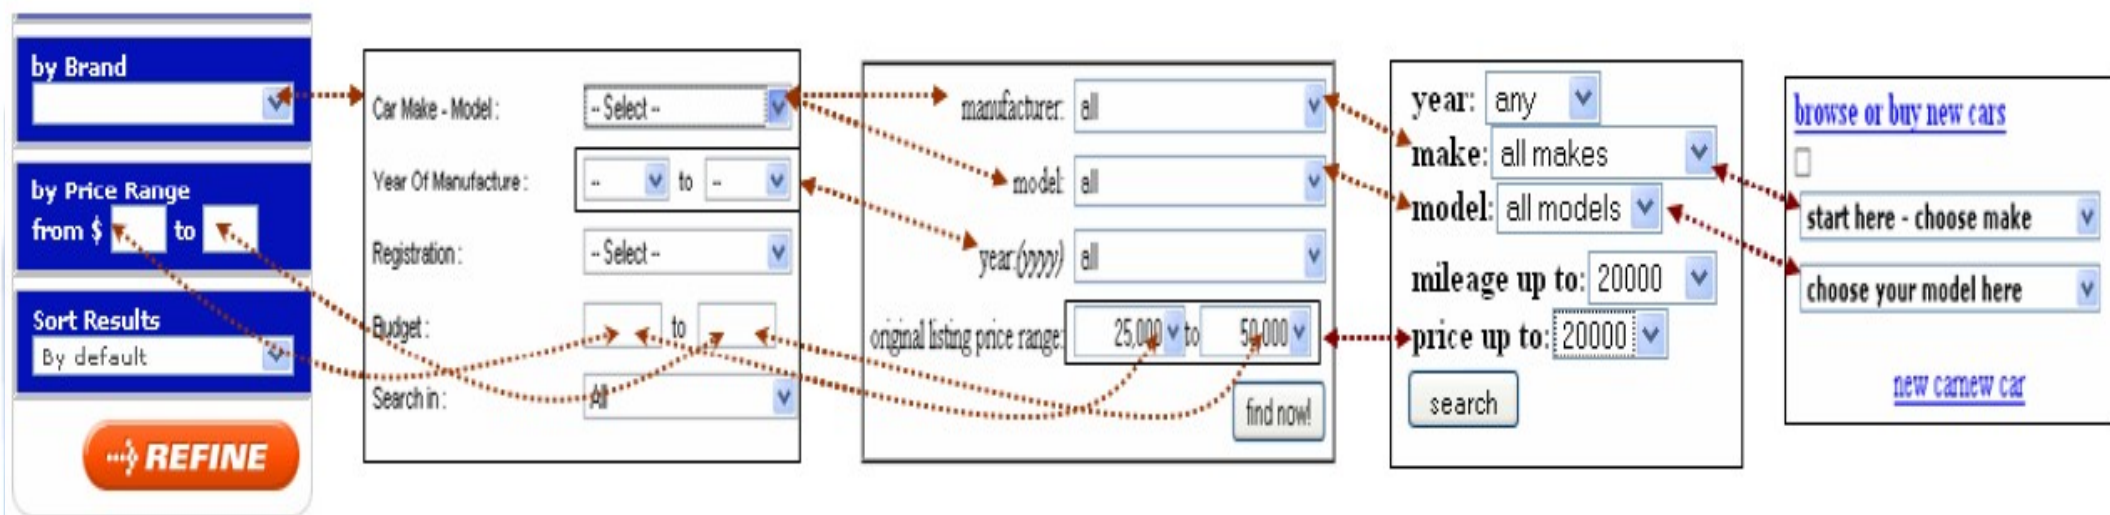 by Brand
by Price Range
from $ to
Sort Results
By default
REFINE
Car Make - Model : -- Select --
Year Of Manufacture : -- to --
Registration : -- Select --
Budget : to
Search in : All
manufacturer: all
model: all
year:(yyyy) all
original listing price range: 25,000 to 50,000
find now!
year: any
make: all makes
model: all models
mileage up to: 20000
price up to: 20000
search
browse or buy new cars
start here - choose make
choose your model here
new carnew car